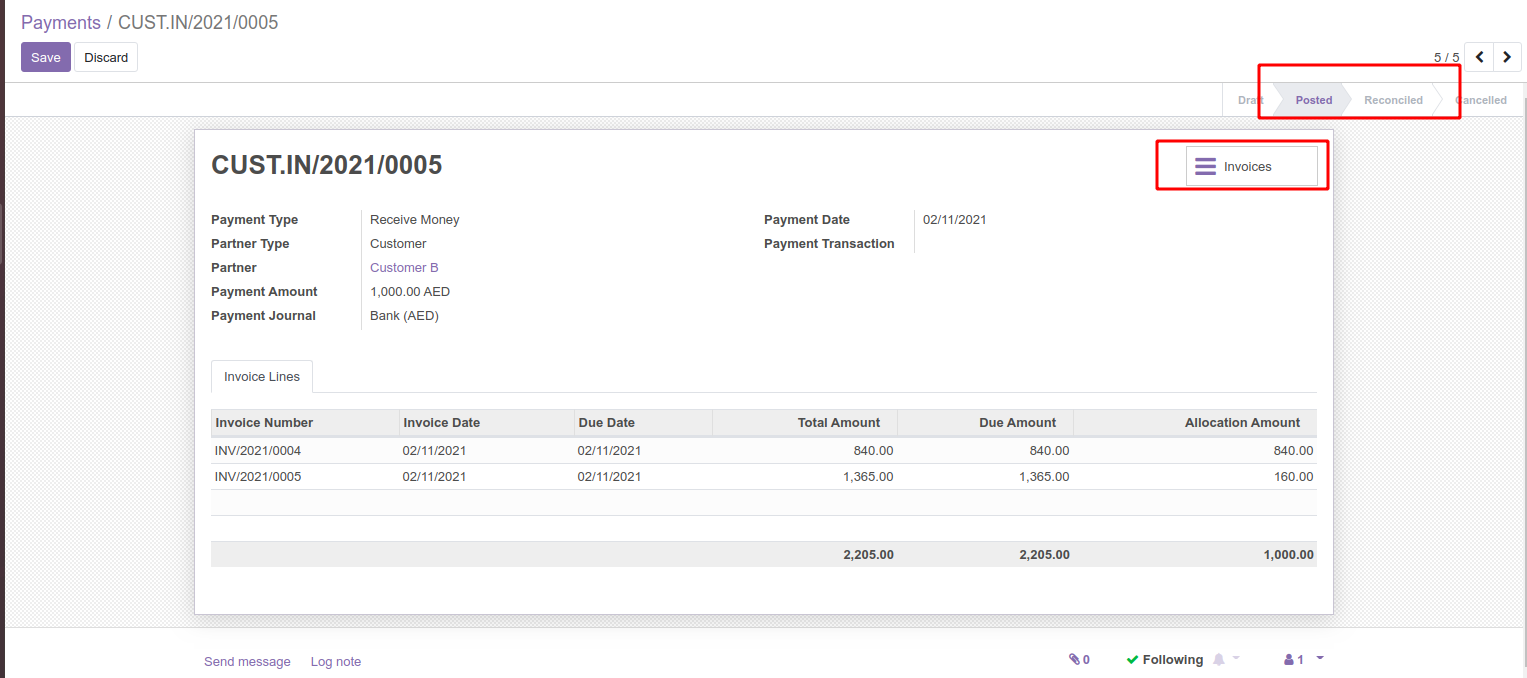 Payments / CUST.IN/2021/0005
Save Discard
5 / 5
Draft Posted Reconciled Cancelled
CUST.IN/2021/0005
Invoices
Payment Type Receive Money Payment Date 02/11/2021
Partner Type Customer Payment Transaction
Partner Customer B
Payment Amount 1,000.00 AED
Payment Journal Bank (AED)
Invoice Lines
Invoice Number Invoice Date Due Date Total Amount Due Amount Allocation Amount
INV/2021/0004 02/11/2021 02/11/2021 840.00 840.00 840.00
INV/2021/0005 02/11/2021 02/11/2021 1,365.00 1,365.00 160.00
2,205.00 2,205.00 1,000.00
Send message Log note 0 Following 1